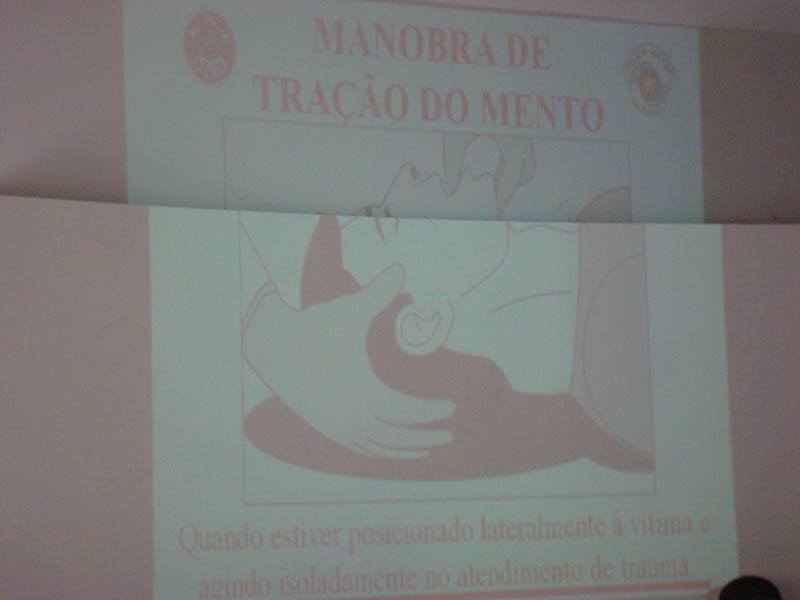 MANOBRA DE
TRAÇÃO DO MENTO
Quando estiver posicionado lateralmente à vítima e
agindo isoladamente no atendimento de trauma.